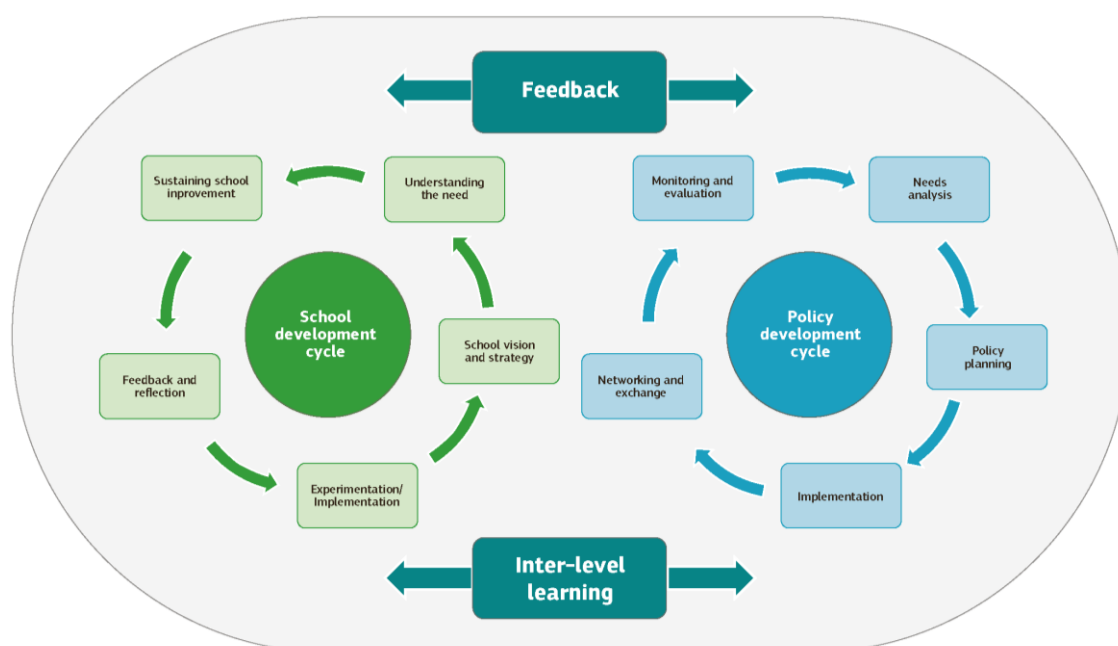 Feedback
Sustaining school
inprovement
Understanding
the need
School
development
cycle
School vision
and strategy
Feedback and
reflection
Experimentation/
Implementation
Monitoring and
evaluation
Needs
analysis
Policy
development
cycle
Policy
planning
Networking and
exchange
Implementation
Inter-level
learning